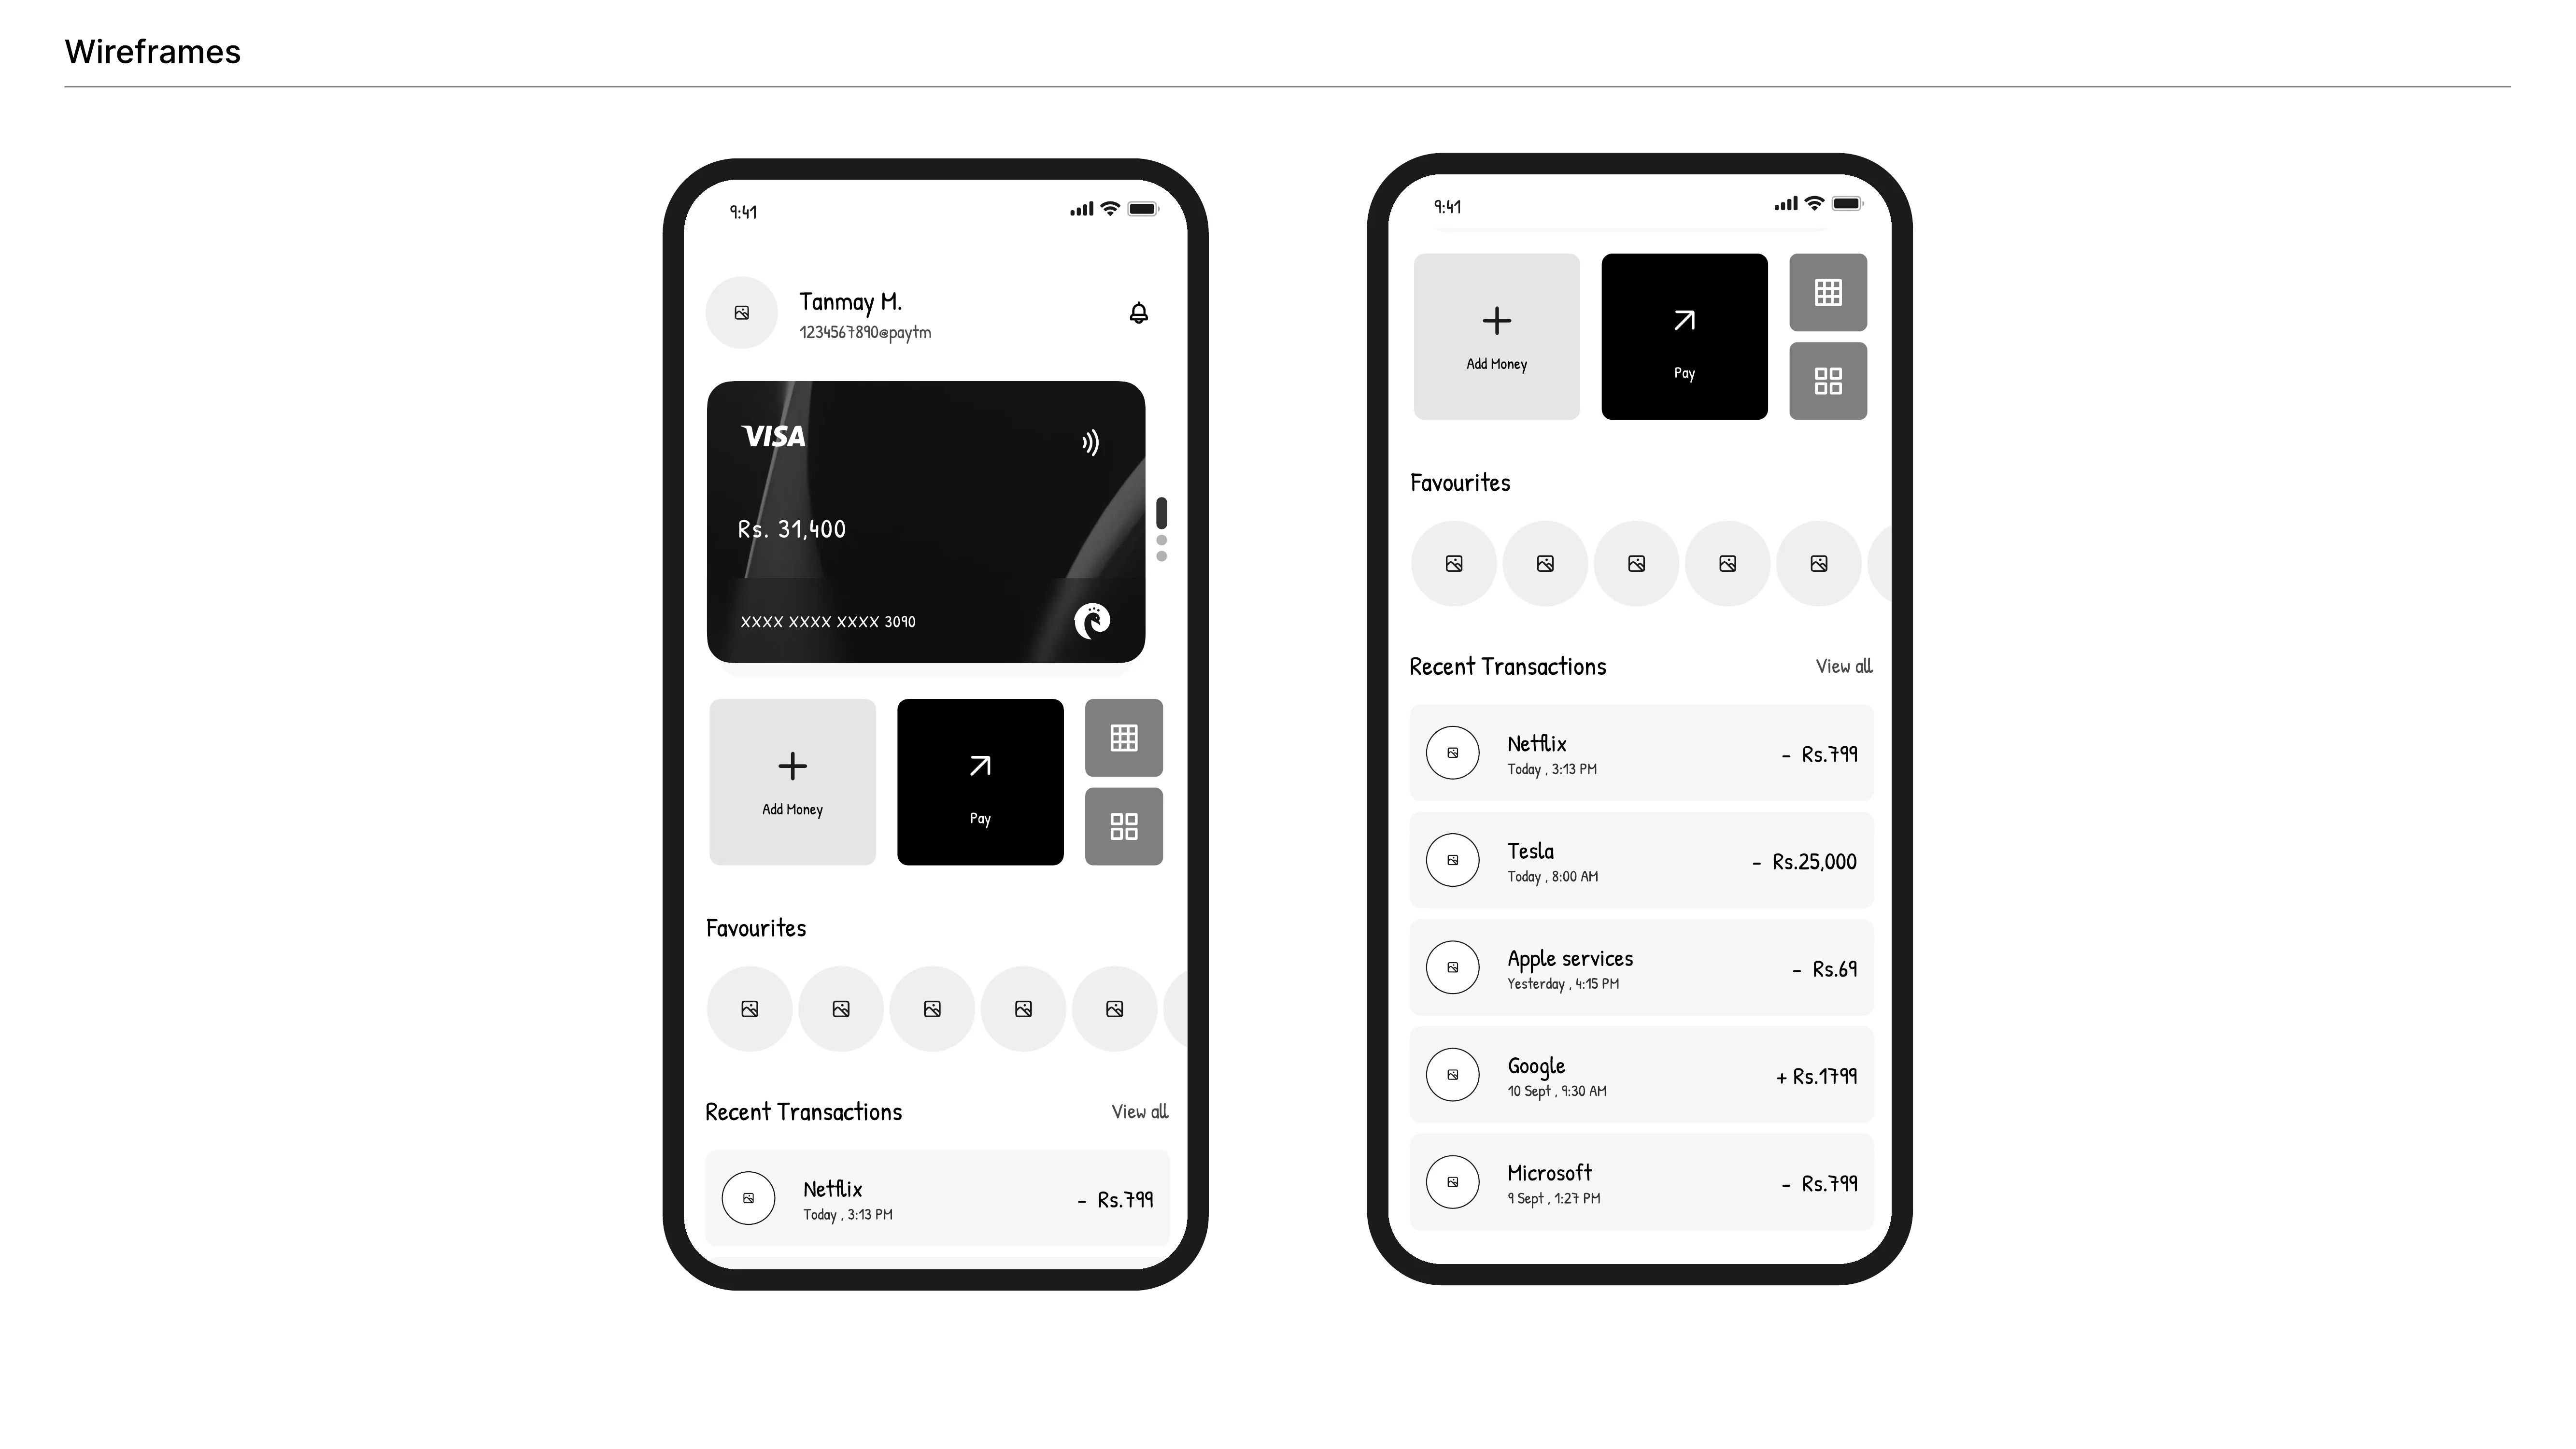 Wireframes
9:41
Tanmay M.
1234567890@paytm
VISA
Rs. 31,400
XXXX XXXX XXXX 3090
Add Money
Pay
Favourites
Recent Transactions
View all
Netflix
Today , 3:13 PM
- Rs.799
9:41
Add Money
Pay
Favourites
Recent Transactions
View all
Netflix
Today , 3:13 PM
- Rs.799
Tesla
Today , 8:00 AM
- Rs.25,000
Apple services
Yesterday , 4:15 PM
- Rs.69
Google
10 Sept , 9:30 AM
+ Rs.1799
Microsoft
9 Sept , 1:27 PM
- Rs.799